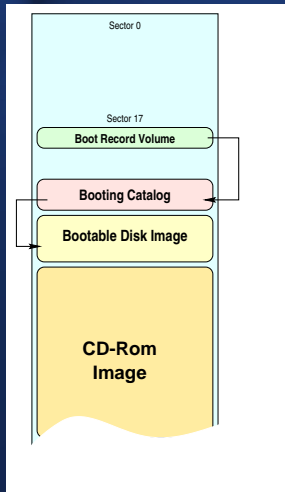 Sector 0
Sector 17
Boot Record Volume
Booting Catalog
Bootable Disk Image
CD-Rom
Image